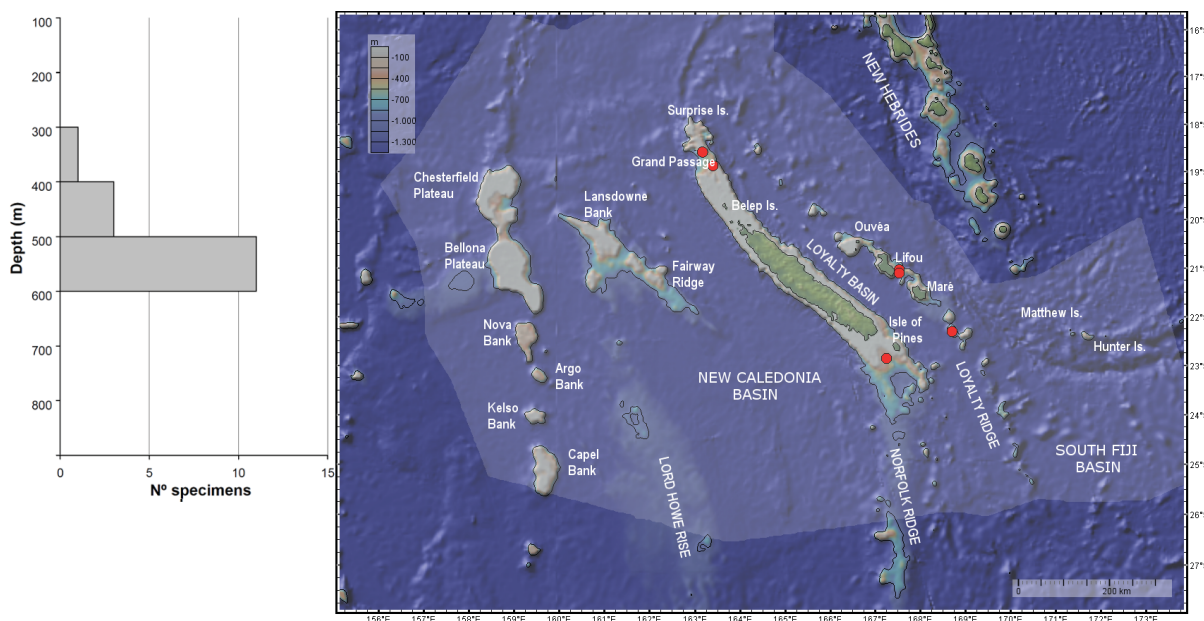 100
200
300
400
500
600
700
800
Depth (m)
0
5
10
15
Nº specimens
m
-100
-400
-700
-1.000
-1.300
Surprise Is.
Grand Passage
Chesterfield
Plateau
Lansdowne
Bank
Belep Is.
Bellona
Plateau
Fairway
Ridge
Nova
Bank
Argo
Bank
Kelso
Bank
Capel
Bank
LORD HOWE RISE
NEW CALEDONIA
BASIN
NEW HEBRIDES
Ouvéa
LOYALTY BASIN
Lifou
Maré
Isle of
Pines
Matthew Is.
Hunter Is.
LOYALTY RIDGE
NORFOLK RIDGE
SOUTH FIJI
BASIN
0
200 km
16°S
17°S
18°S
19°S
20°S
21°S
22°S
23°S
24°S
25°S
26°S
27°S
156°E
157°E
158°E
159°E
160°E
161°E
162°E
163°E
164°E
165°E
166°E
167°E
168°E
169°E
170°E
171°E
172°E
173°E